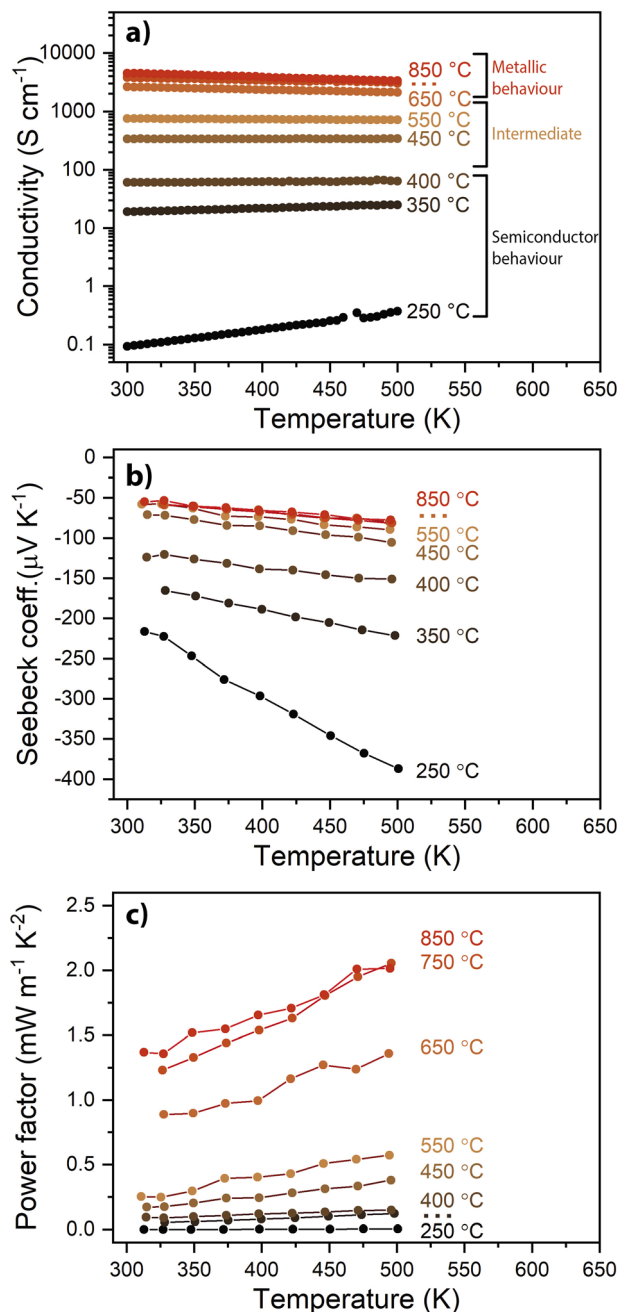 a)
Conductivity (S cm⁻¹)
10000
1000
100
10
1
0.1
850 °C
Metallic
behaviour
650 °C
550 °C
Intermediate
450 °C
400 °C
350 °C
Semiconductor
behaviour
250 °C
300 350 400 450 500 550 600 650
Temperature (K)
b)
Seebeck coeff.(μV K⁻¹)
0
-50
-100
-150
-200
-250
-300
-350
-400
850 °C
550 °C
450 °C
400 °C
350 °C
250 °C
300 350 400 450 500 550 600 650
Temperature (K)
c)
Power factor (mW m⁻¹ K⁻²)
2.5
2.0
1.5
1.0
0.5
0.0
850 °C
750 °C
650 °C
550 °C
450 °C
400 °C
250 °C
300 350 400 450 500 550 600 650
Temperature (K)